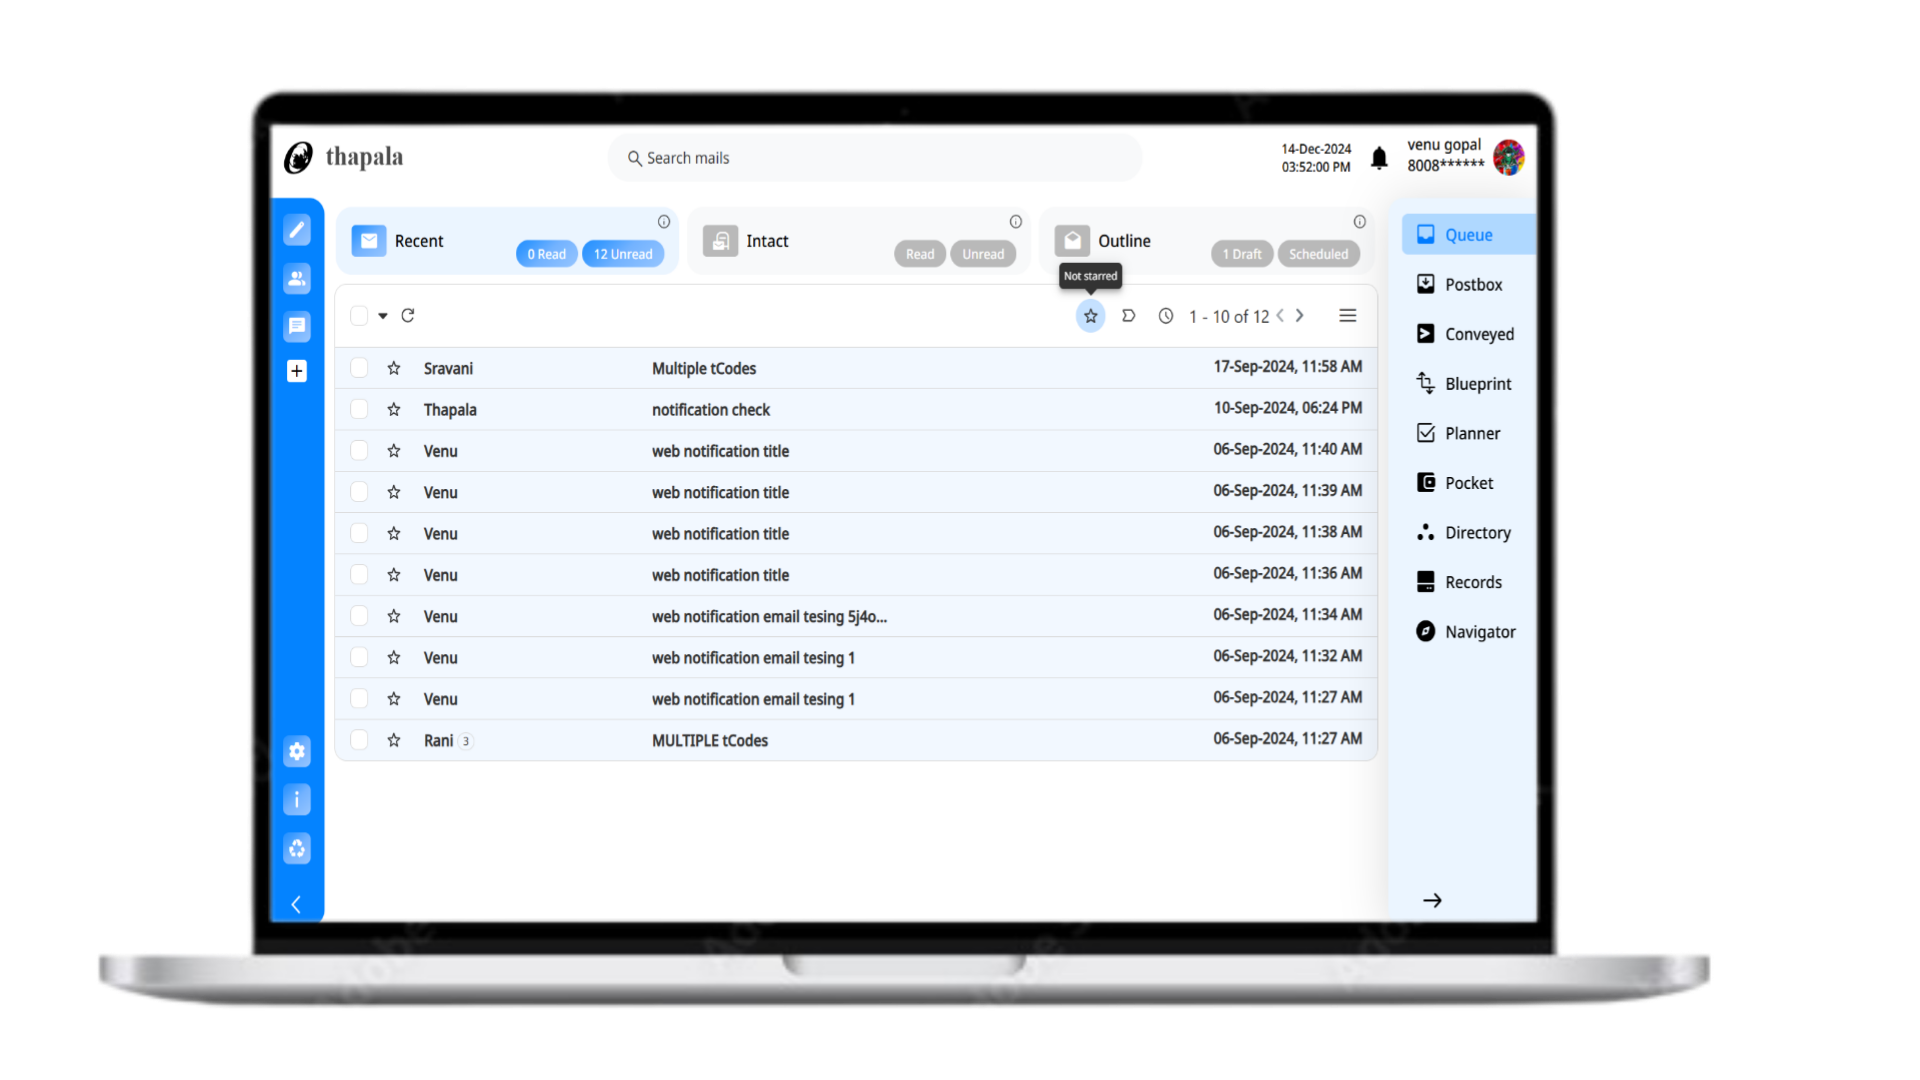 thapala
Search mails
14-Dec-2024
03:52:00 PM
venu gopal
8008******
Recent
0 Read
12 Unread
Intact
Read
Unread
Outline
1 Draft
Scheduled
Not starred
1 - 10 of 12
Sravani Multiple tCodes 17-Sep-2024, 11:58 AM
Thapala notification check 10-Sep-2024, 06:24 PM
Venu web notification title 06-Sep-2024, 11:40 AM
Venu web notification title 06-Sep-2024, 11:39 AM
Venu web notification title 06-Sep-2024, 11:38 AM
Venu web notification title 06-Sep-2024, 11:36 AM
Venu web notification email tesing 5j4o... 06-Sep-2024, 11:34 AM
Venu web notification email tesing 1 06-Sep-2024, 11:32 AM
Venu web notification email tesing 1 06-Sep-2024, 11:27 AM
Rani 3 MULTIPLE tCodes 06-Sep-2024, 11:27 AM
Queue
Postbox
Conveyed
Blueprint
Planner
Pocket
Directory
Records
Navigator